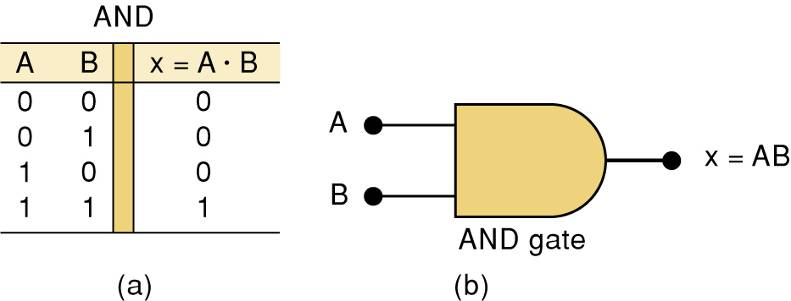 AND
A B x = A · B
0 0 0
0 1 0
1 0 0
1 1 1
(a)
A
B
x = AB
AND gate
(b)